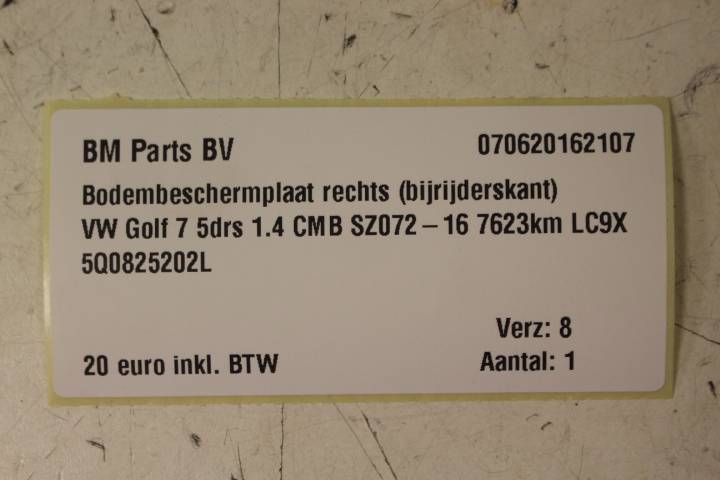 BM Parts BV 070620162107
Bodembeschermplaat rechts (bijrijderskant)
VW Golf 7 5drs 1.4 CMB SZ072 – 16 7623km LC9X
5Q0825202L
Verz: 8
20 euro inkl. BTW Aantal: 1